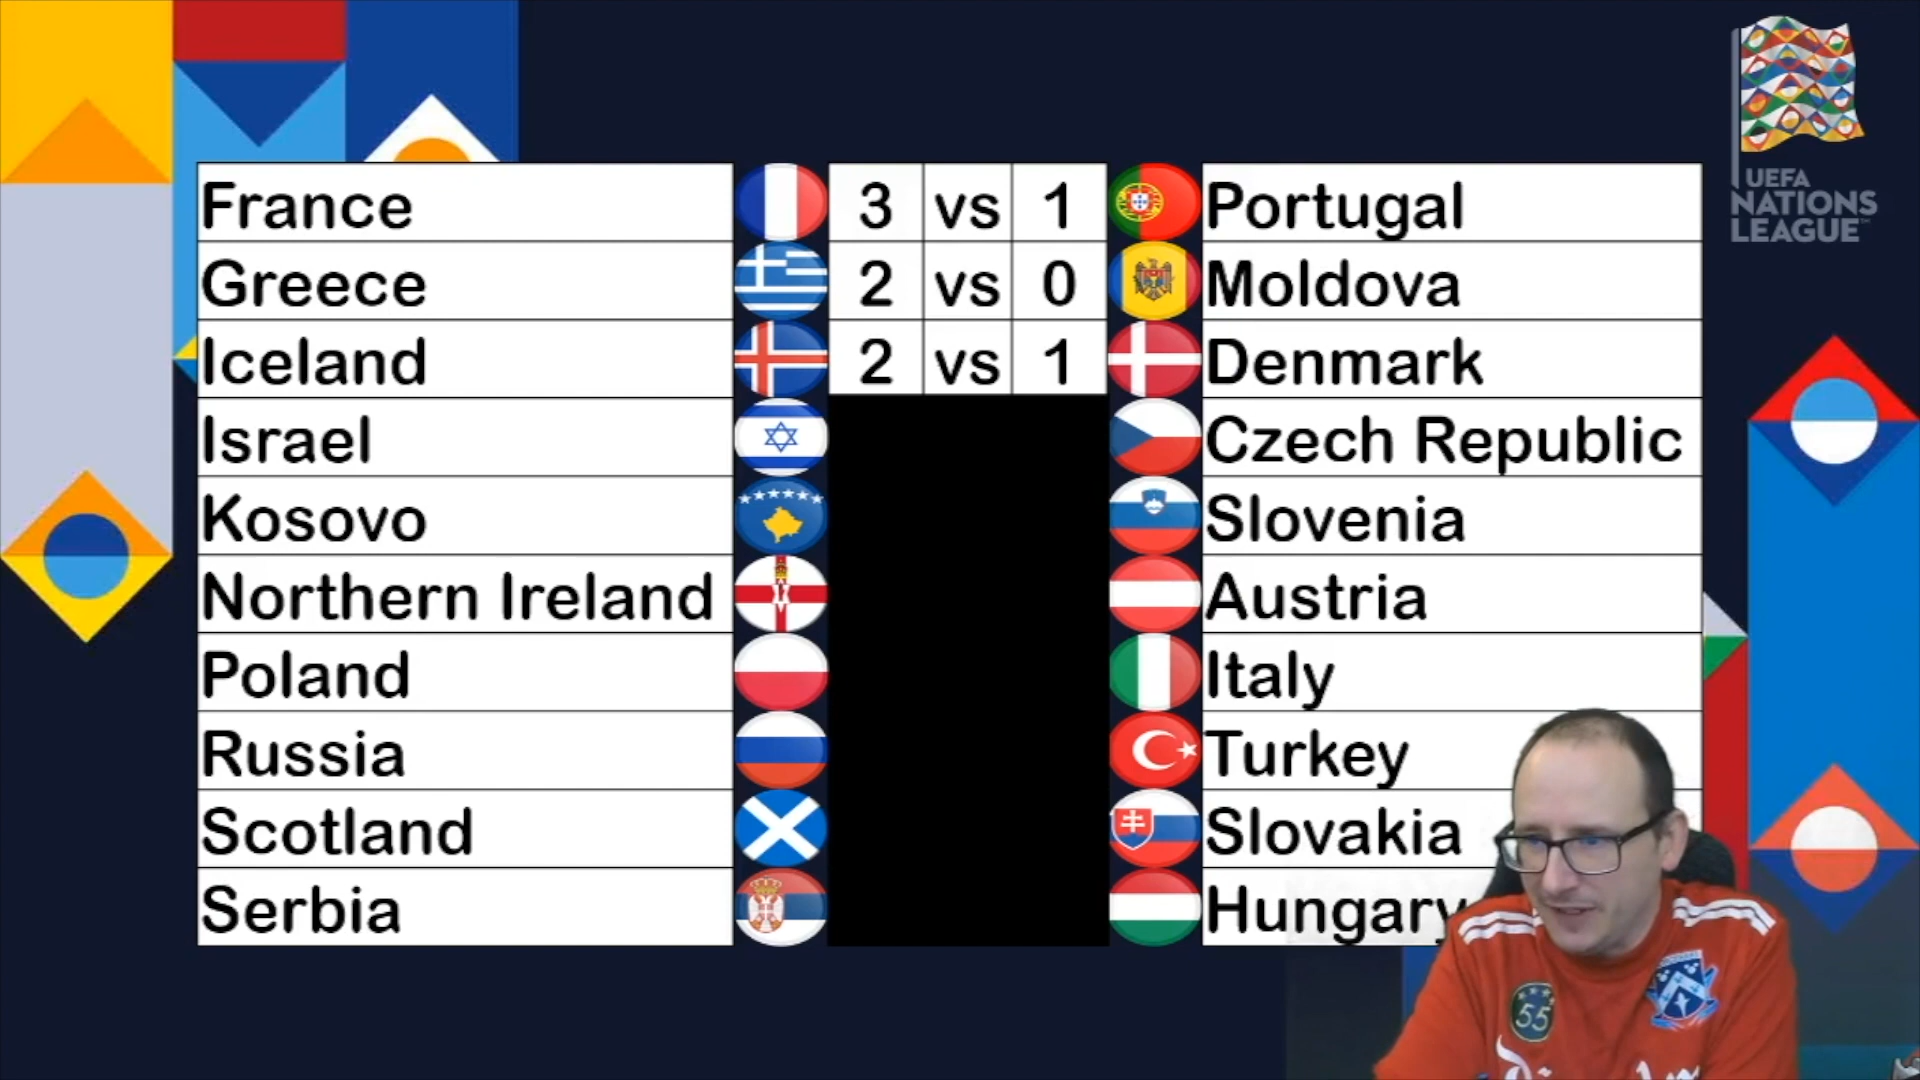 UEFA
NATIONS
LEAGUE™
France 3 vs 1 Portugal
Greece 2 vs 0 Moldova
Iceland 2 vs 1 Denmark
Israel Czech Republic
Kosovo Slovenia
Northern Ireland Austria
Poland Italy
Russia Turkey
Scotland Slovakia
Serbia Hungary
55